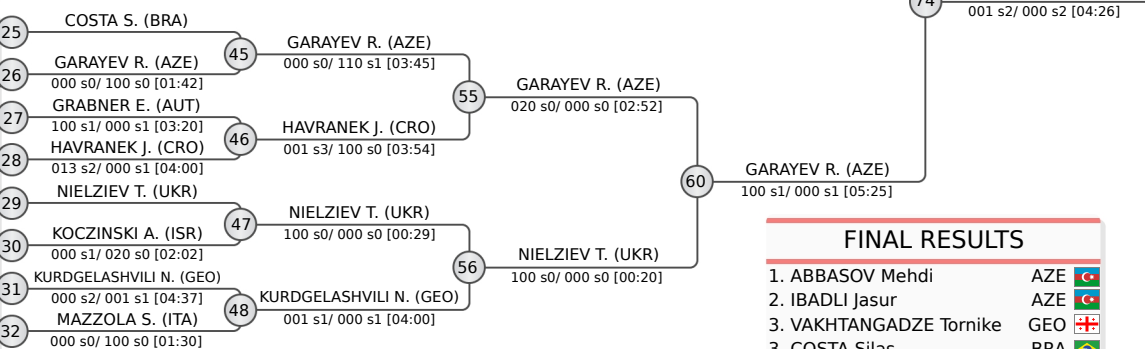 74
001 s2/ 000 s2 [04:26]
25
COSTA S. (BRA)
45
GARAYEV R. (AZE)
000 s0/ 110 s1 [03:45]
26
GARAYEV R. (AZE)
000 s0/ 100 s0 [01:42]
55
GARAYEV R. (AZE)
020 s0/ 000 s0 [02:52]
27
GRABNER E. (AUT)
100 s1/ 000 s1 [03:20]
46
HAVRANEK J. (CRO)
001 s3/ 100 s0 [03:54]
28
HAVRANEK J. (CRO)
013 s2/ 000 s1 [04:00]
60
GARAYEV R. (AZE)
100 s1/ 000 s1 [05:25]
29
NIELZIEV T. (UKR)
47
NIELZIEV T. (UKR)
100 s0/ 000 s0 [00:29]
30
KOCZINSKI A. (ISR)
000 s1/ 020 s0 [02:02]
56
NIELZIEV T. (UKR)
100 s0/ 000 s0 [00:20]
31
KURDGELASHVILI N. (GEO)
000 s2/ 001 s1 [04:37]
48
KURDGELASHVILI N. (GEO)
001 s1/ 000 s1 [04:00]
32
MAZZOLA S. (ITA)
000 s0/ 100 s0 [01:30]
FINAL RESULTS
1. ABBASOV Mehdi AZE
2. IBADLI Jasur AZE
3. VAKHTANGADZE Tornike GEO
3. COSTA Silas BRA